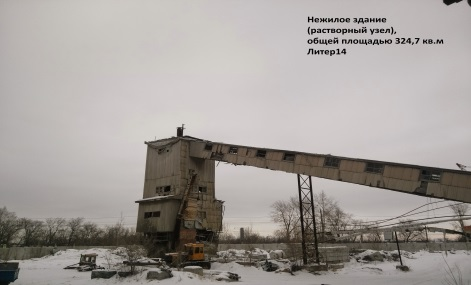 Нежилое здание
(растворный узел),
общей площадью 324,7 кв.м
Литер14